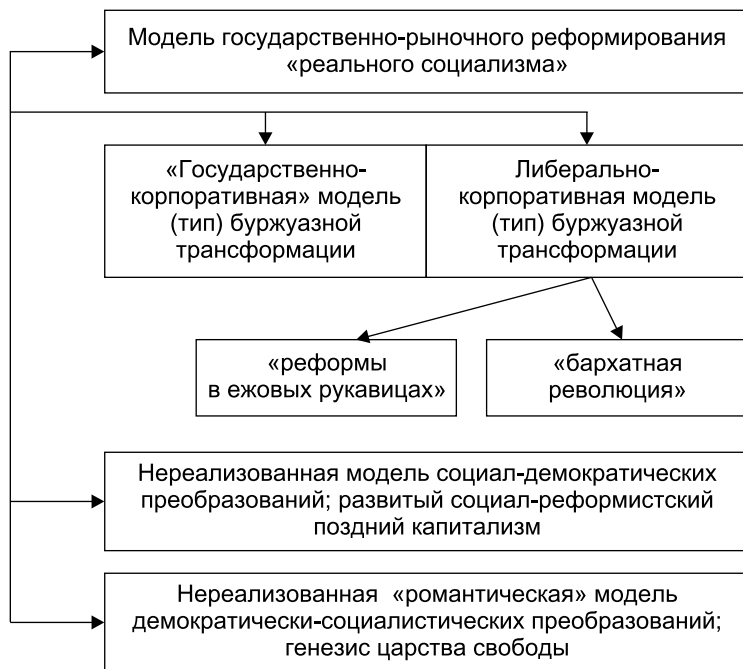 Модель государственно-рыночного реформирования
«реального социализма»
«Государственно-
корпоративная» модель
(тип) буржуазной
трансформации
Либерально-
корпоративная модель
(тип) буржуазной
трансформации
«реформы
в ежовых рукавицах»
«бархатная
революция»
Нереализованная модель социал-демократических
преобразований; развитый социал-реформистский
поздний капитализм
Нереализованная «романтическая» модель
демократически-социалистических преобразований;
генезис царства свободы